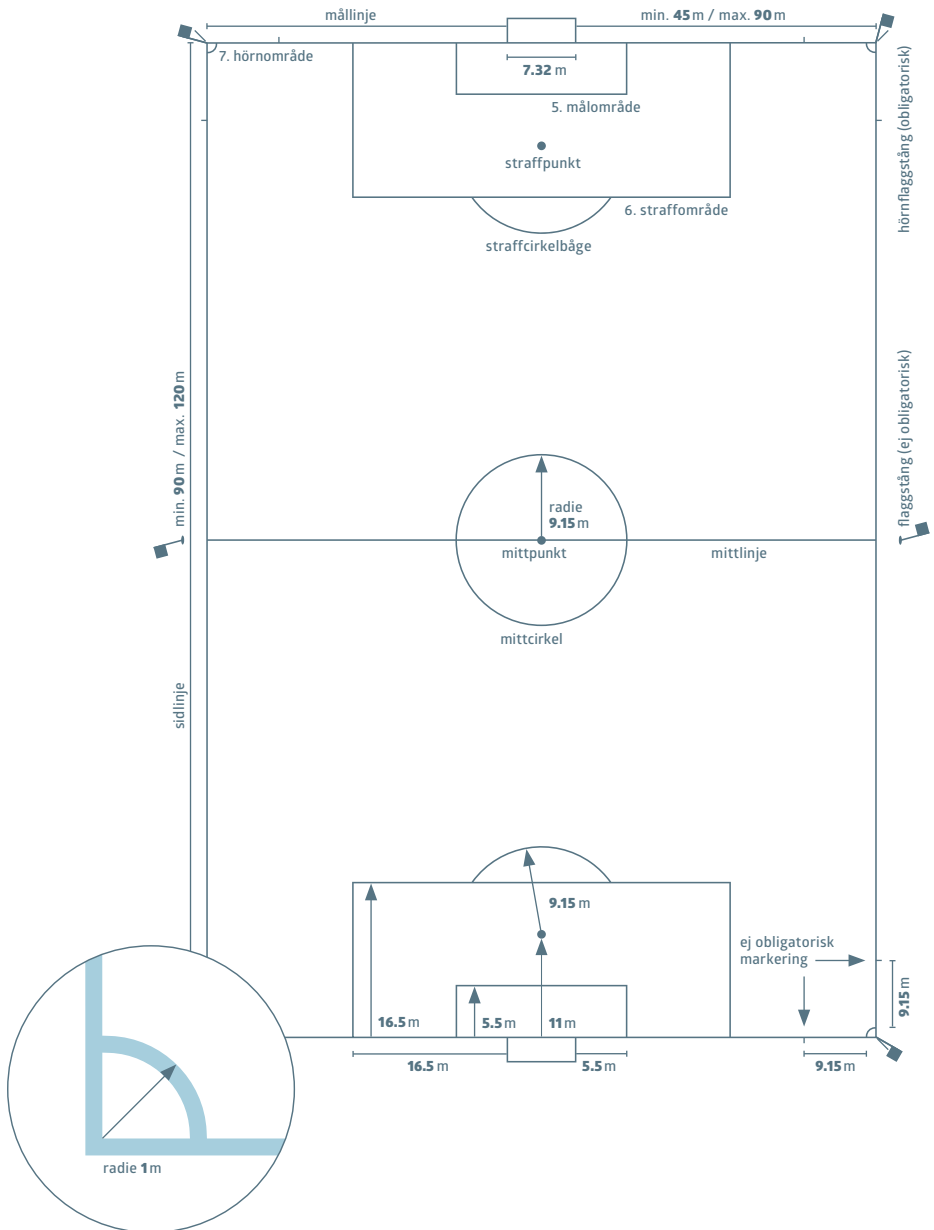 mållinje
min. 45 m / max. 90 m
7. hörnområde
7.32 m
5. målområde
straffpunkt
6. straffområde
straffcirkelbåge
hörnflaggstång (obligatorisk)
min. 90 m / max. 120 m
flaggstång (ej obligatorisk)
radie
9.15 m
mittpunkt
mittlinje
mittcirkel
sidlinje
9.15 m
ej obligatorisk
markering
9.15 m
16.5 m
5.5 m
11 m
16.5 m
5.5 m
9.15 m
radie 1 m